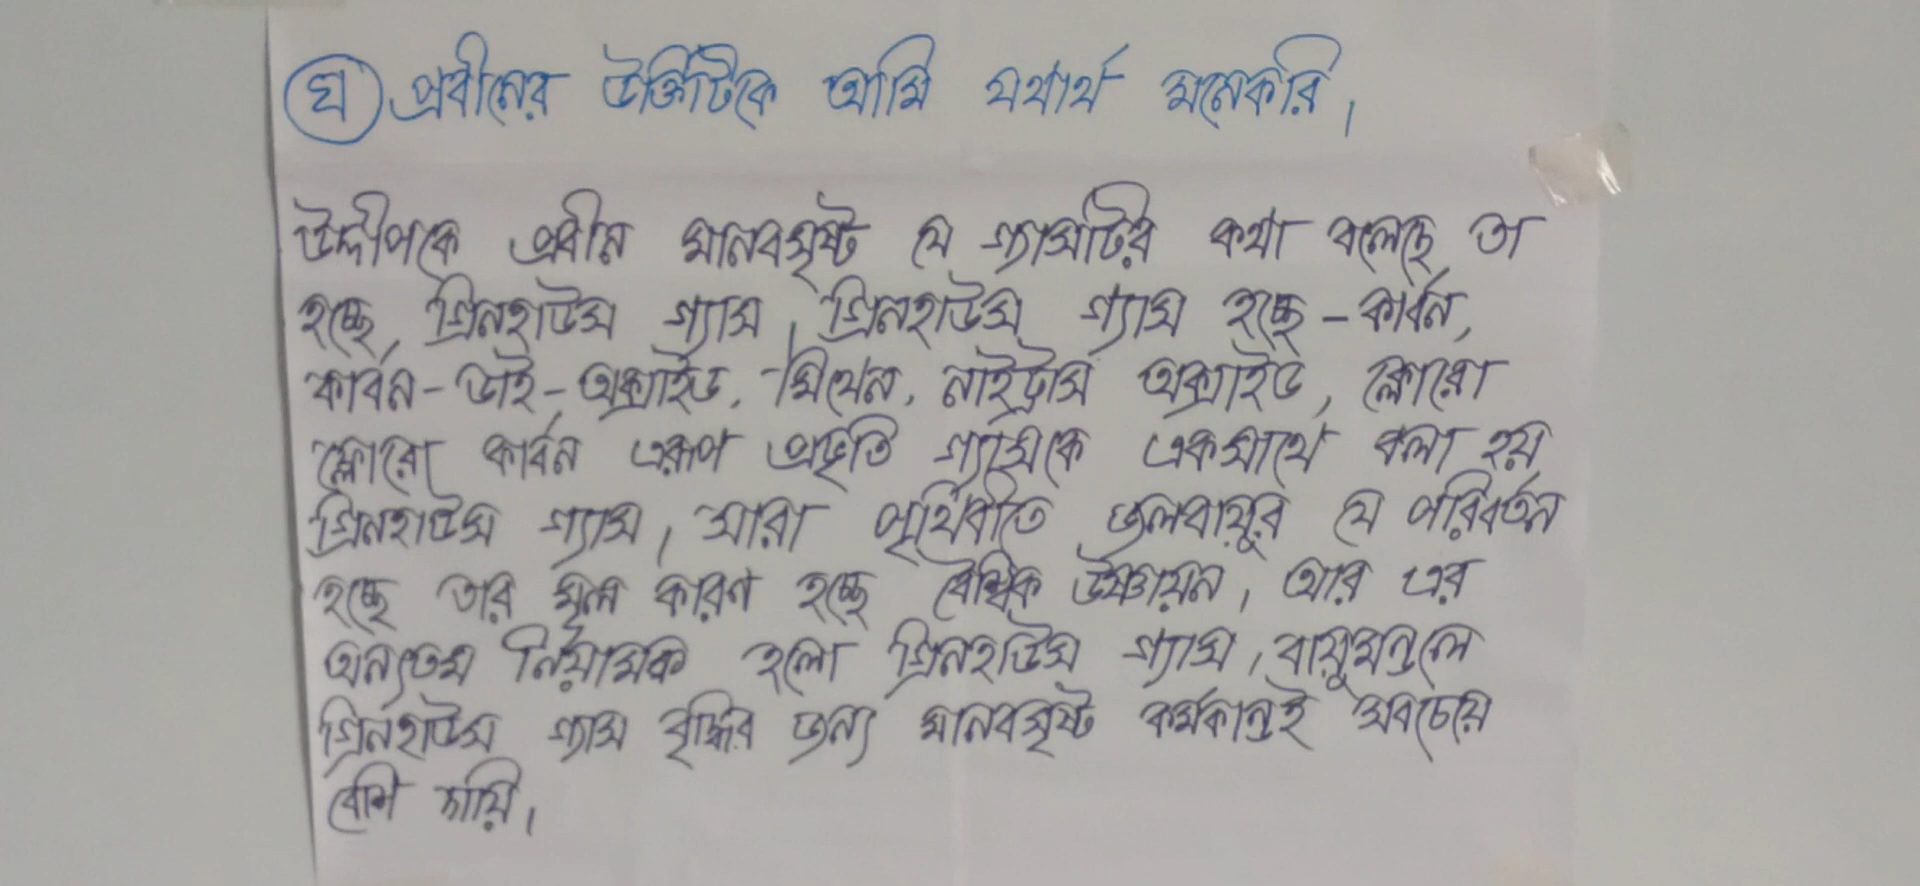 ঘ প্রবীনের উক্তিটিকে আমি যথার্থ মনেকরি।
উদ্দীপকে প্রবীন মানবসৃষ্ট যে গ্যাসটির কথা বলেছে তা
হচ্ছে গ্রিনহাউস গ্যাস। গ্রিনহাউস গ্যাস হচ্ছে - কার্বন,
কার্বন-ডাই-অক্সাইড, মিথেন, নাইট্রাস অক্সাইড, ক্লোরো
ফ্লোরো কার্বন এরূপ প্রভৃতি গ্যাসকে একসাথে বলা হয়
গ্রিনহাউস গ্যাস। সারা পৃথিবীতে জলবায়ুর যে পরিবর্তন
হচ্ছে তার মূল কারণ হচ্ছে বৈশ্বিক উষ্ণায়ন। আর এর
অন্যতম নিয়ামক হলো গ্রিনহাউস গ্যাস। বায়ুমন্ডলে
গ্রিনহাউস গ্যাস বৃদ্ধির জন্য মানবসৃষ্ট কর্মকান্ডই সবচেয়ে
বেশি দায়ি।